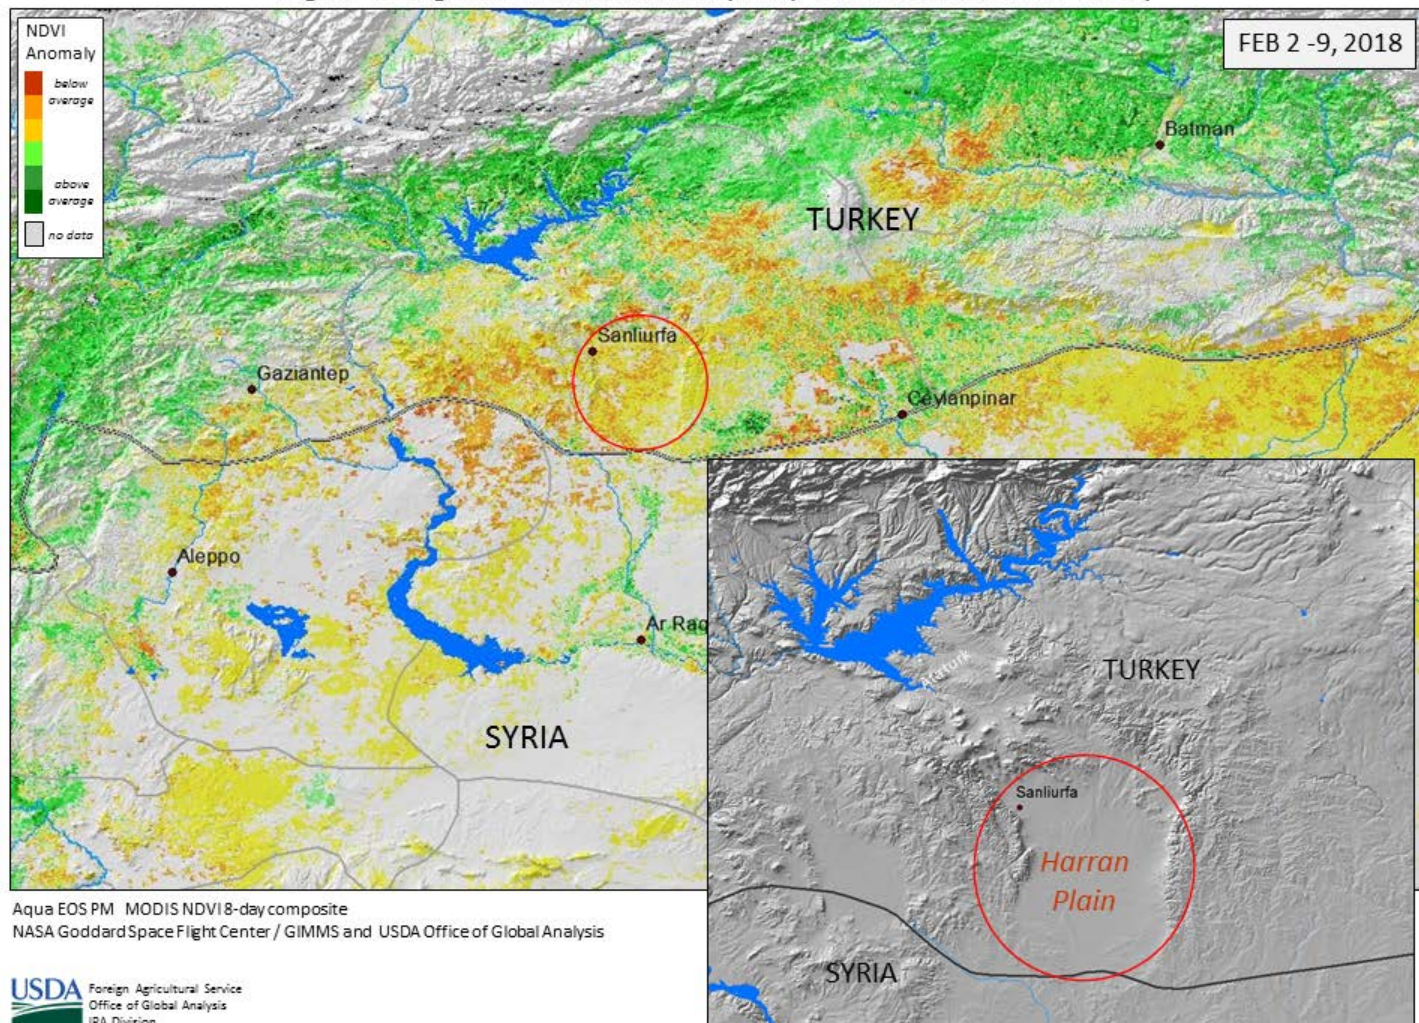 FEB 2 -9, 2018
NDVI
Anomaly
below
average
above
average
no data
Batman
TURKEY
Sanliurfa
Gaziantep
Ceylanpinar
Aleppo
Ar Raq
SYRIA
TURKEY
Sanliurfa
Harran
Plain
SYRIA
Aqua EOS PM MODIS NDVI 8-day composite
NASA Goddard Space Flight Center / GIMMS and USDA Office of Global Analysis
USDA
Foreign Agricultural Service
Office of Global Analysis
IPA Division